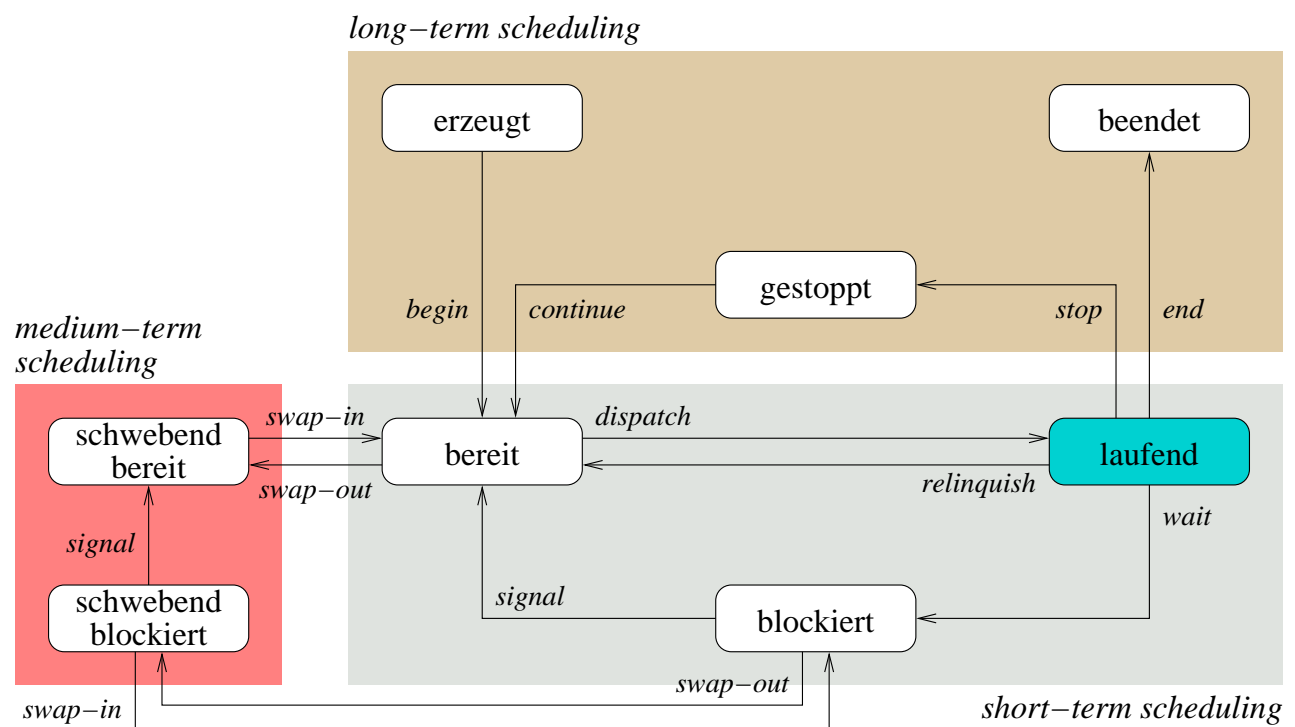 long−term scheduling
erzeugt
beendet
gestoppt
begin
continue
stop
end
medium−term
scheduling
swap−in
dispatch
schwebend
bereit
bereit
laufend
swap−out
relinquish
wait
signal
schwebend
blockiert
signal
blockiert
swap−out
swap−in
short−term scheduling